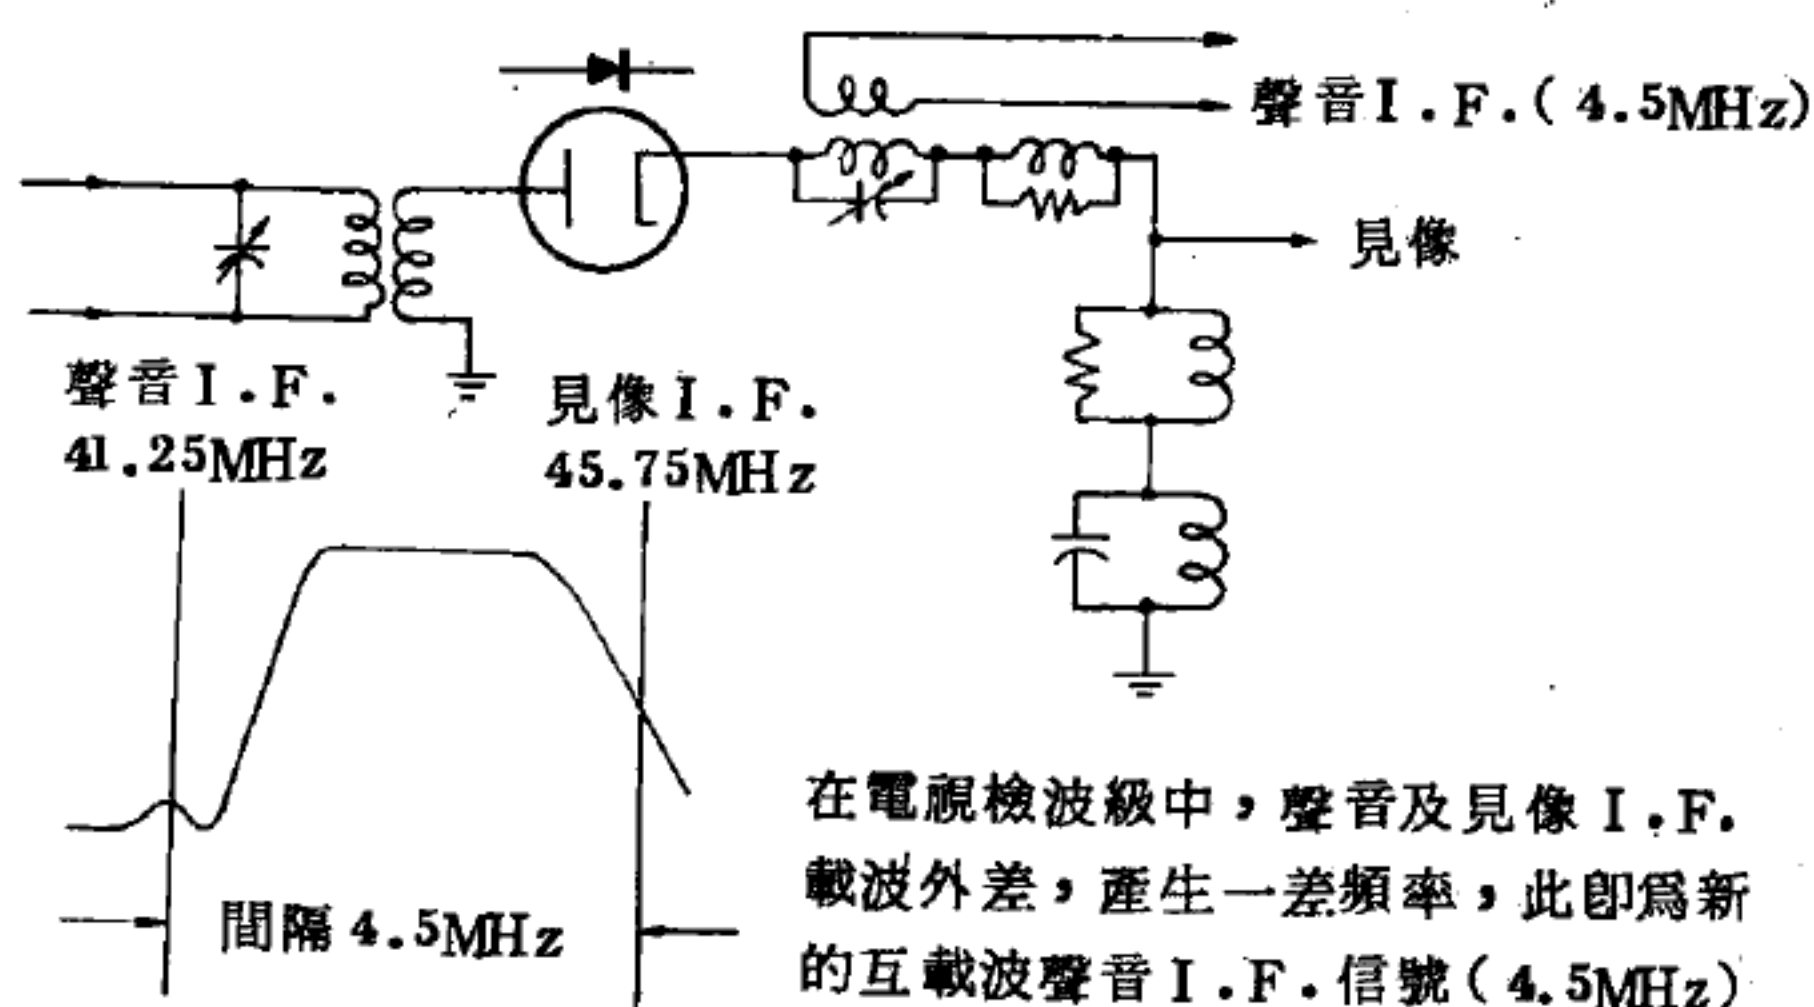 聲音I.F.(4.5MHz)
見像
聲音I.F.
41.25MHz
見像I.F.
45.75MHz
間隔4.5MHz
在電視檢波級中,聲音及見像I.F.
載波外差,產生一差頻率,此卽爲新
的互載波聲音I.F.信號(4.5MHz)